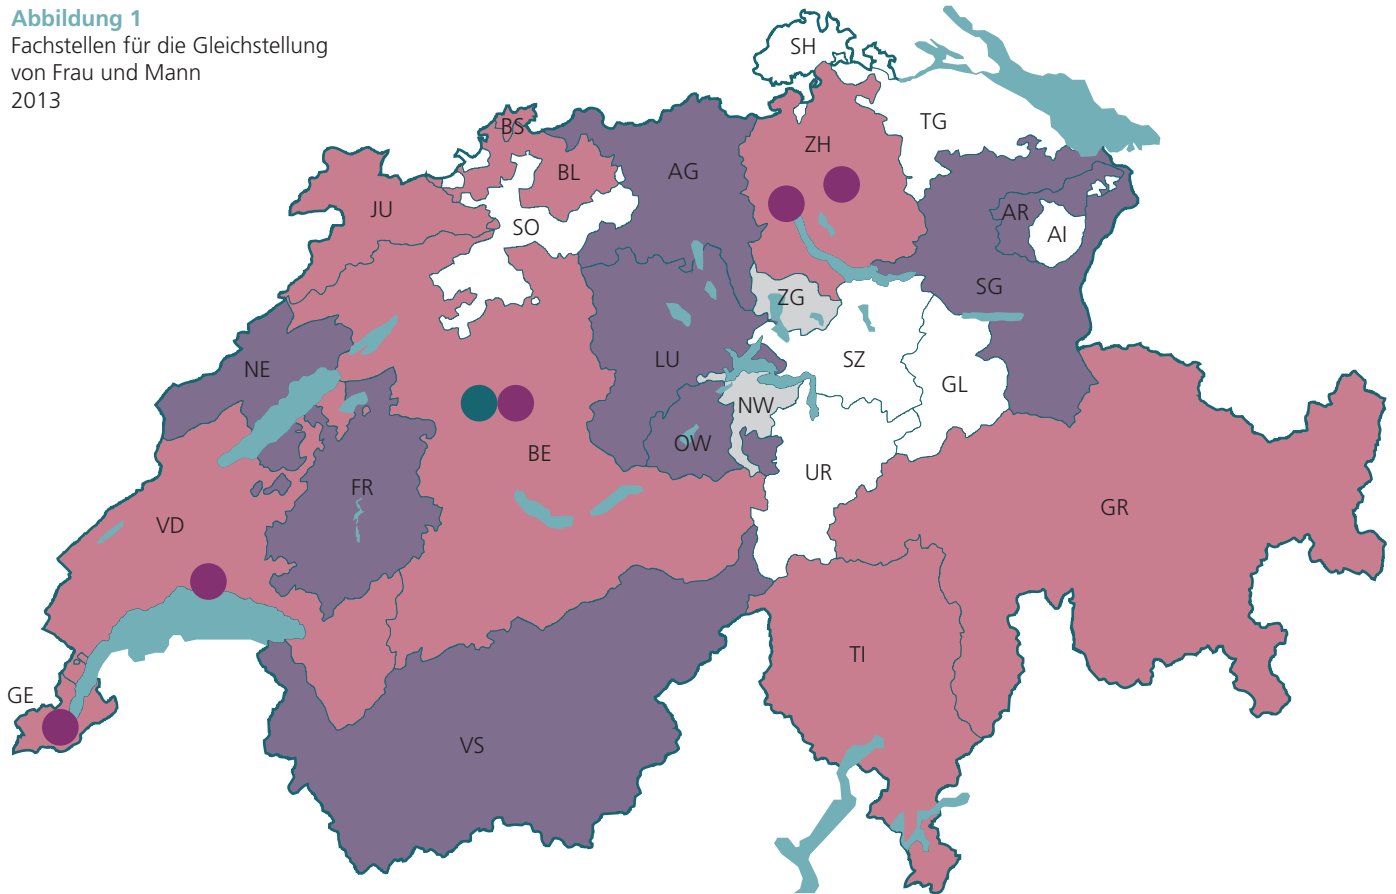 Abbildung 1
Fachstellen für die Gleichstellung
von Frau und Mann
2013
SH
BS
TG
ZH
BL
AG
JU
AR
SO
AI
SG
ZG
NE
LU
SZ
GL
NW
OW
BE
UR
FR
GR
VD
TI
GE
VS